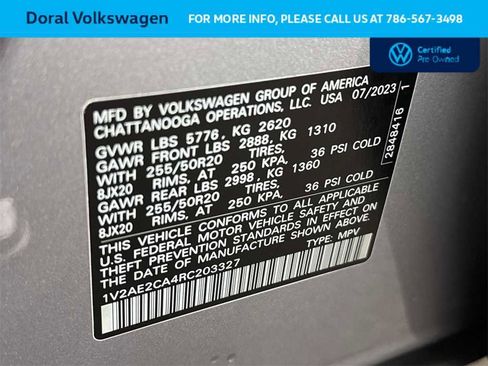 Doral Volkswagen
FOR MORE INFO, PLEASE CALL US AT 786-567-3498
Certified
Pre-Owned
MFD BY VOLKSWAGEN GROUP OF AMERICA
CHATTANOOGA OPERATIONS, LLC. USA 07/2023
GVWR LBS 5776, KG 2620
GAWR FRONT LBS 2888, KG 1310
WITH 255/50R20 TIRES,
8JX20 RIMS, AT 250 KPA, 36 PSI COLD
GAWR REAR LBS 2998, KG 1360
WITH 255/50R20 TIRES,
8JX20 RIMS, AT 250 KPA, 36 PSI COLD
THIS VEHICLE CONFORMS TO ALL APPLICABLE
U.S. FEDERAL MOTOR VEHICLE SAFETY AND
THEFT PREVENTION STANDARDS IN EFFECT ON
THE DATE OF MANUFACTURE SHOWN ABOVE.
1V2AE2CA4RC203327 TYPE: MPV
2848416 1